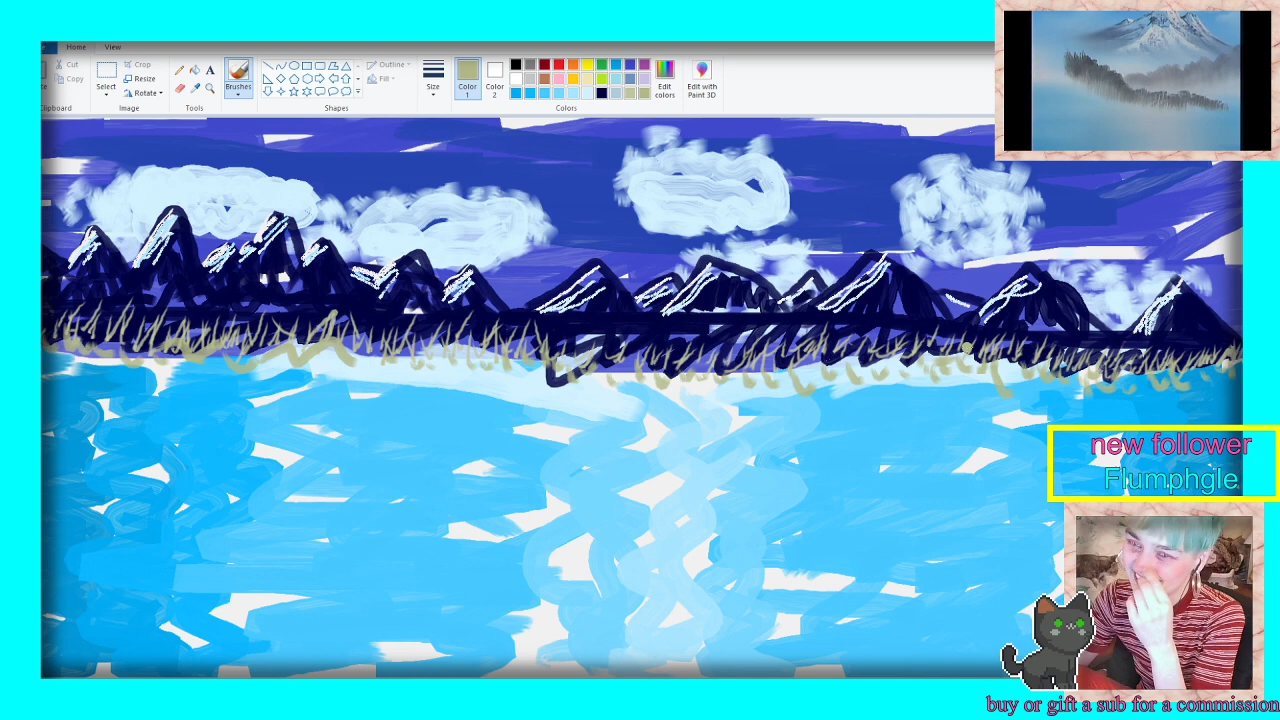 Home View
Cut
Copy
Clipboard
Select
Crop
Resize
Rotate
Image
A
Tools
Brushes
Outline
Fill
Shapes
Size
Color
1
Color
2
Edit
colors
Colors
Edit with
Paint 3D
new follower
Flumphgle
buy or gift a sub for a commission